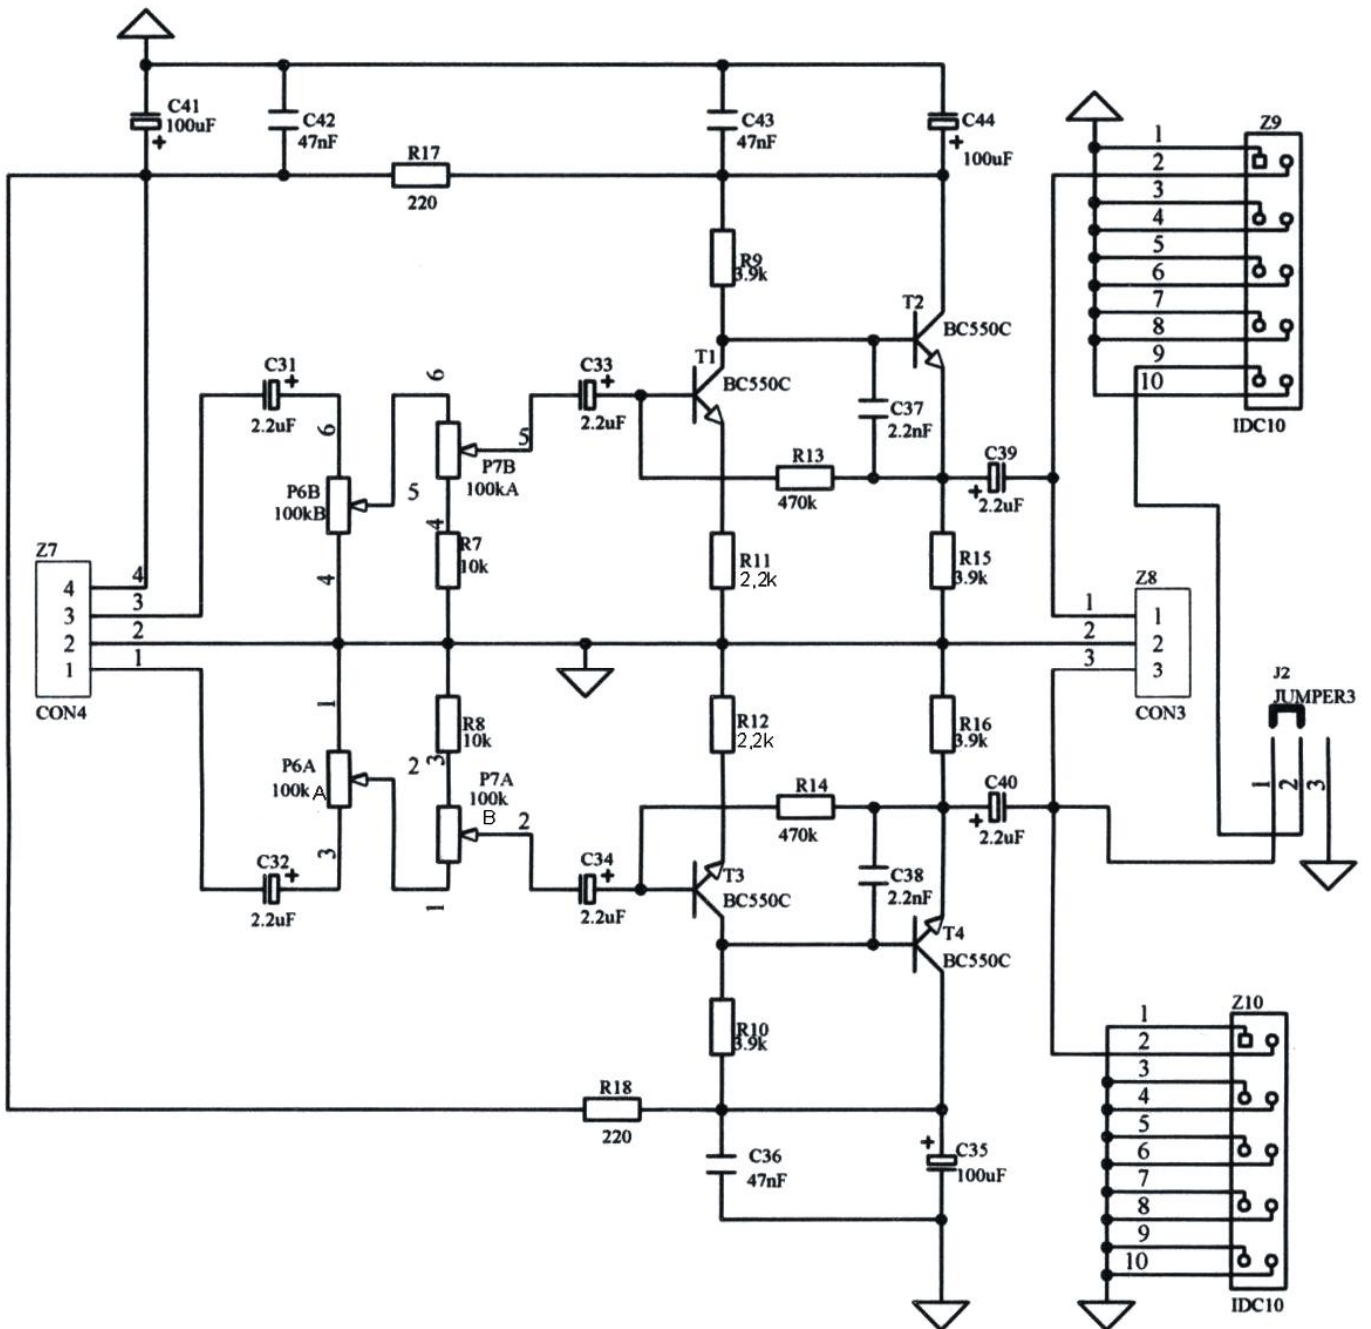 C41
100uF
+
C42
47nF
C43
47nF
C44
+
100uF
R17
220
R9
3.9k
T2
BC550C
T1
BC550C
C31
+
2.2uF
6
6
C33
+
2.2uF
5
P7B
100kA
C37
2.2nF
R13
470k
C39
+
2.2uF
P6B
100kB
5
4
R7
10k
4
R11
2,2k
R15
3.9k
Z7
4
3
2
1
4
3
2
1
CON4
Z8
1
2
3
1
2
3
CON3
1
2
3
4
5
6
7
8
9
10
Z9
IDC10
J2
JUMPER3
1
2
3
1
R8
10k
3
R12
2,2k
R16
3.9k
P6A
100k
A
2
P7A
100k
B
2
R14
470k
C40
+
2.2uF
3
C32
+
2.2uF
1
C34
+
2.2uF
T3
BC550C
C38
2.2nF
T4
BC550C
R10
3.9k
R18
220
C36
47nF
+
C35
100uF
1
2
3
4
5
6
7
8
9
10
Z10
IDC10